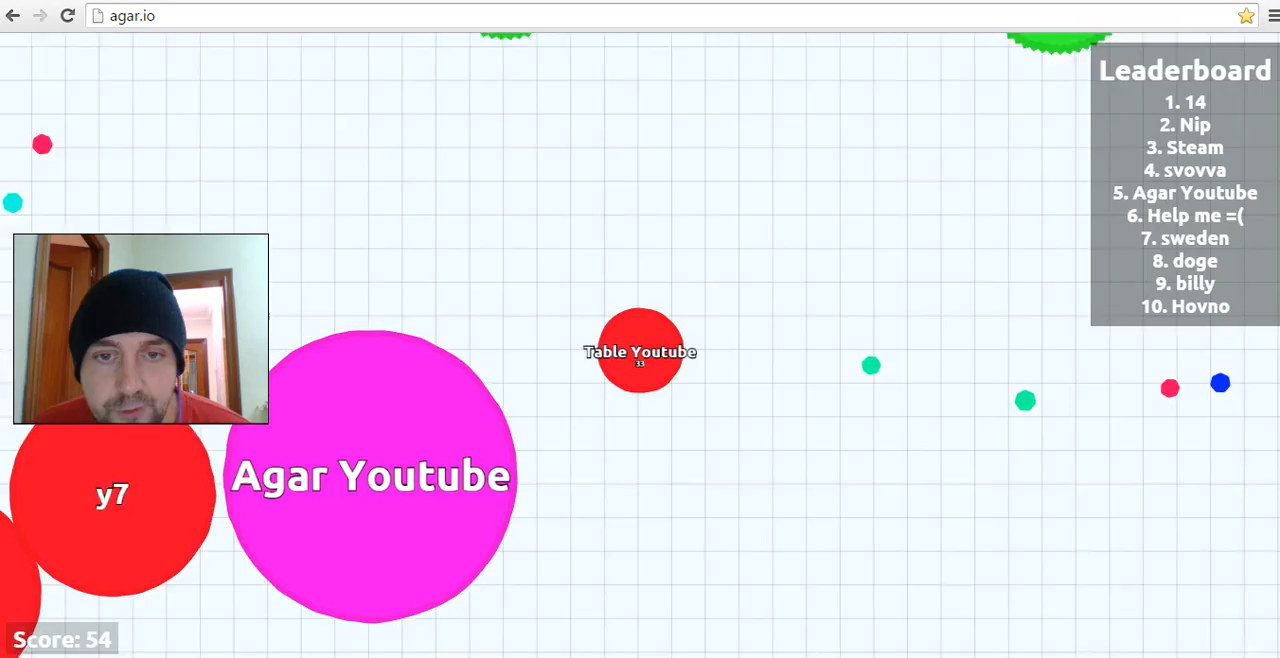 agar.io
Leaderboard
1. 14
2. Nip
3. Steam
4. svovva
5. Agar Youtube
6. Help me =(
7. sweden
8. doge
9. billy
10. Hovno
Table Youtube
33
Agar Youtube
y7
Score: 54